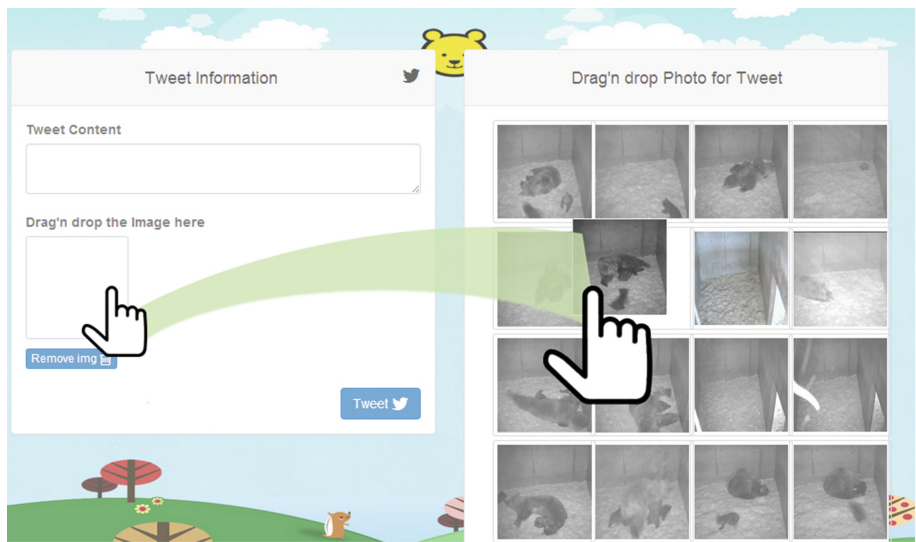 Tweet Information
Tweet Content
Drag'n drop the Image here
Remove img
Tweet
Drag'n drop Photo for Tweet